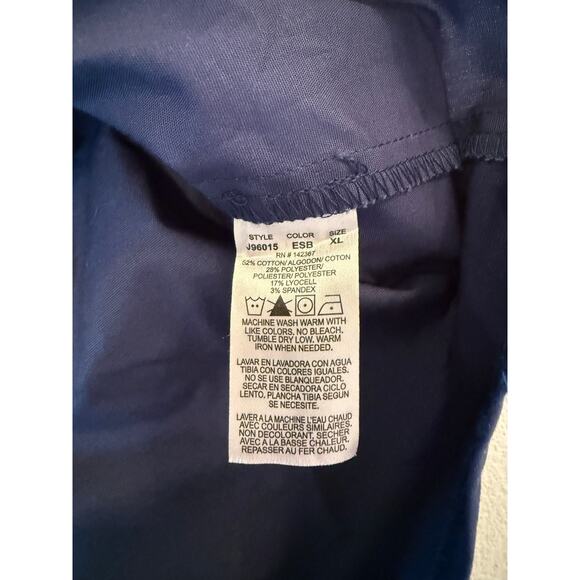 STYLE COLOR SIZE
J96015 ESB XL
RN # 142367
52% COTTON/ ALGODON/ COTON
28% POLYESTER/
POLIESTER/ POLYESTER
17% LYOCELL
3% SPANDEX
MACHINE WASH WARM WITH
LIKE COLORS, NO BLEACH.
TUMBLE DRY LOW. WARM
IRON WHEN NEEDED.
LAVAR EN LAVADORA CON AGUA
TIBIA CON COLORES IGUALES.
NO SE USE BLANQUEADOR.
SECAR EN SECADORA CICLO
LENTO, PLANCHA TIBIA SEGUN
SE NECESITE.
LAVER A LA MACHINE L'EAU CHAUD
AVEC COULEURS SIMILAIRES.
NON DECOLORANT, SECHER
AVEC A LA BASSE CHALEUR.
REPASSER AU FER CHAUD.